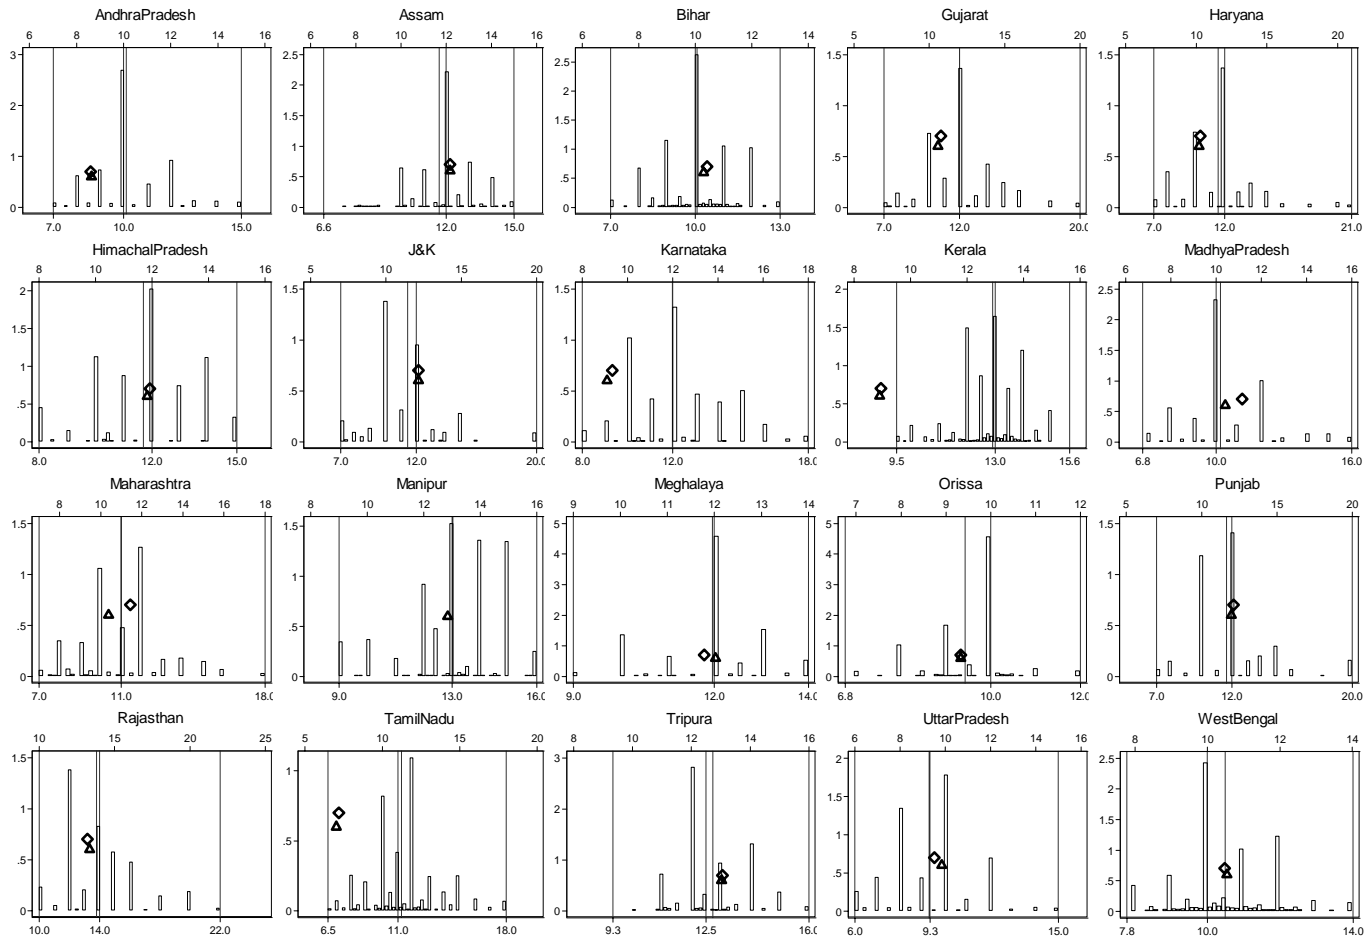 AndhraPradesh Assam Bihar Gujarat Haryana
6 8 10 12 14 16 4 6 8 10 12 14 16 6 8 10 12 14 5 10 15 20 5 10 15 20
3 2.5 3 1.5 1.5
2 2 2 1 1
1 1.5 1 .5 .5
0 1 0 0 0
.5
0
7.0 10.0 15.0 6.6 12.0 15.0 7.0 10.0 13.0 7.0 12.0 20.0 7.0 12.0 21.0
HimachalPradesh J&K Karnataka Kerala MadhyaPradesh
8 10 12 14 16 5 10 15 20 8 10 12 14 16 18 8 10 12 14 16 6 8 10 12 14 16
2 1.5 1.5 2 2.5
1.5 1 1 1.5 2
1 .5 .5 1 1.5
.5 0 0 .5 1
0 0 .5
0
8.0 12.0 15.0 7.0 12.0 20.0 8.0 12.0 18.0 9.5 13.0 15.6 6.8 10.0 16.0
Maharashtra Manipur Meghalaya Orissa Punjab
8 10 12 14 16 18 8 10 12 14 16 9 10 11 12 13 14 7 8 9 10 11 12 5 10 15 20
1.5 1.5 5 5 1.5
1 1 4 4 1
.5 .5 3 3 .5
0 0 2 2 0
1 1
0 0
7.0 11.0 18.0 9.0 13.0 16.0 9.0 12.0 14.0 6.8 10.0 12.0 7.0 12.0 20.0
Rajasthan TamilNadu Tripura UttarPradesh WestBengal
10 15 20 25 5 10 15 20 8 10 12 14 16 6 8 10 12 14 16 8 10 12 14
1.5 1 3 2 2.5
1 .5 2 1.5 2
.5 0 1 1 1.5
0 0 .5 1
0 .5
0
10.0 14.0 22.0 6.5 11.0 18.0 9.3 12.5 16.0 6.0 9.3 15.0 7.8 10.0 14.0